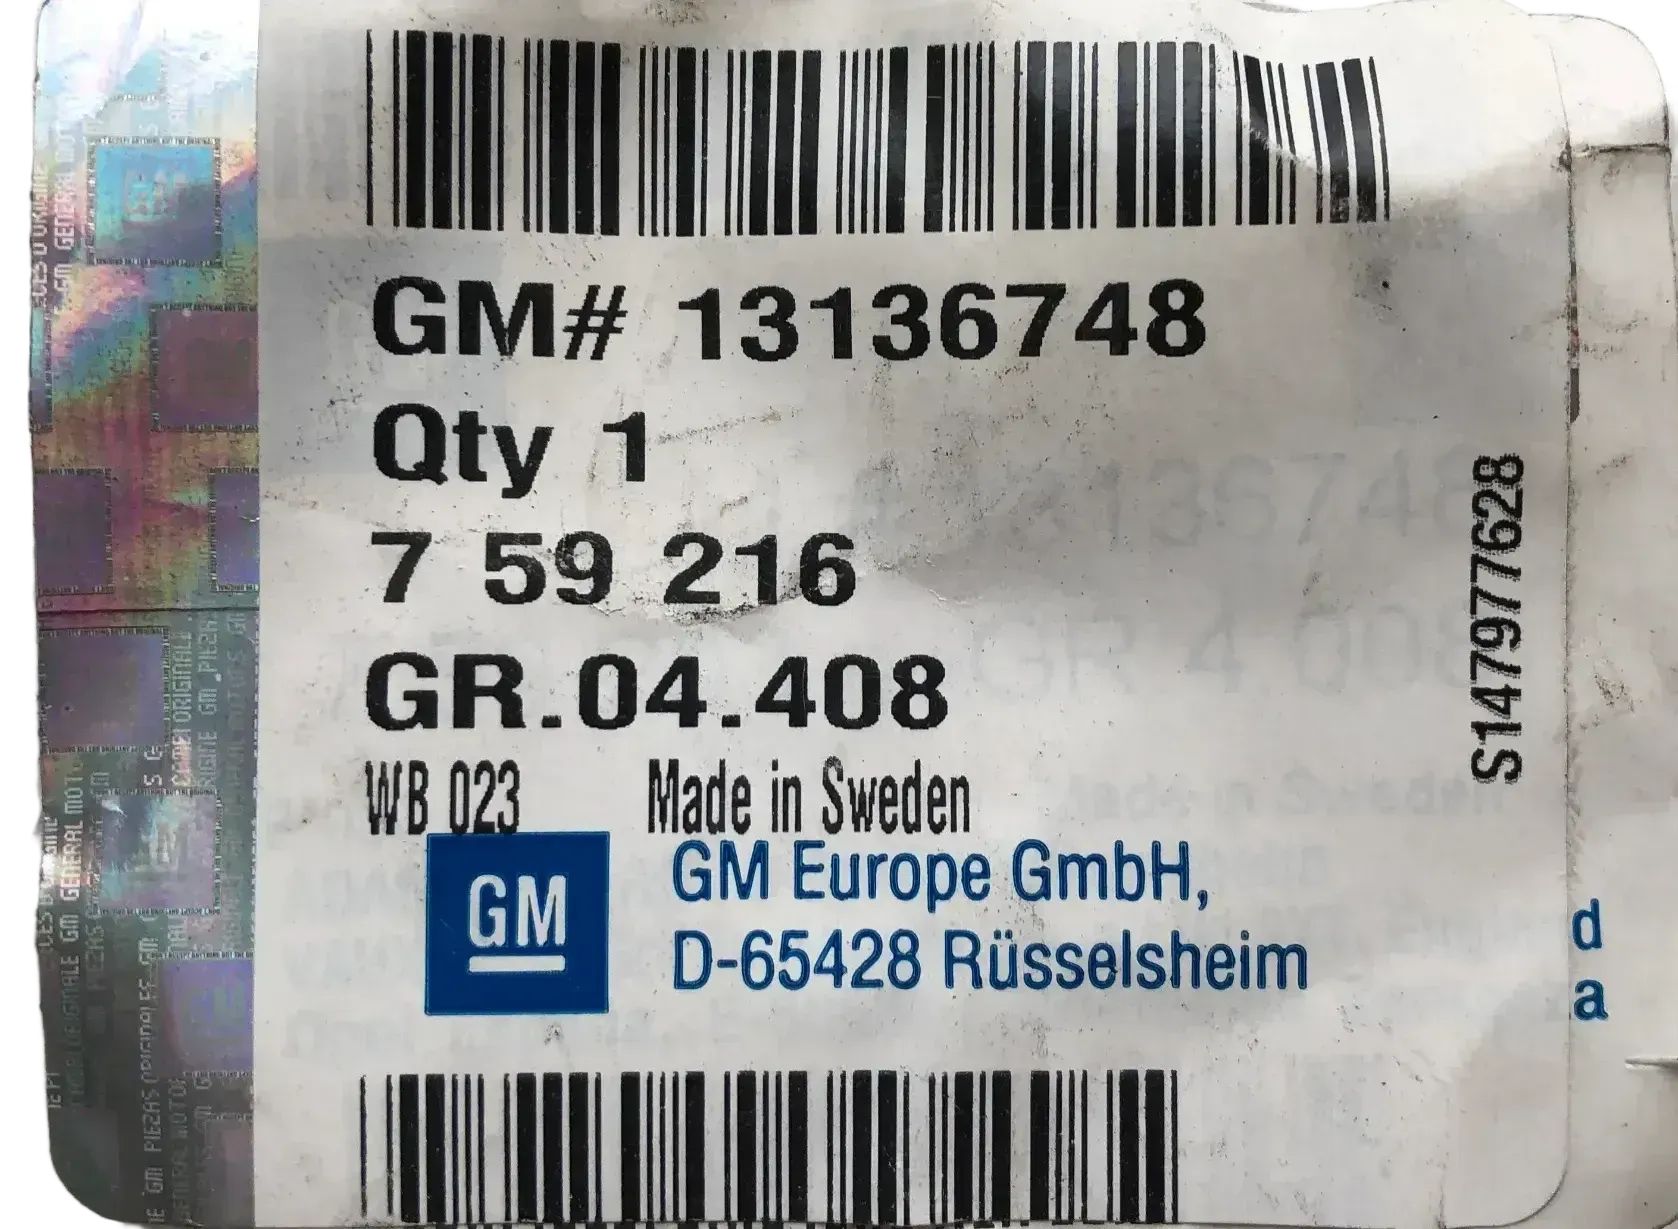 GM# 13136748
Qty 1
7 59 216
GR.04.408
WB 023 Made in Sweden
GM
GM Europe GmbH,
D-65428 Rüsselsheim
S147977628
d
a